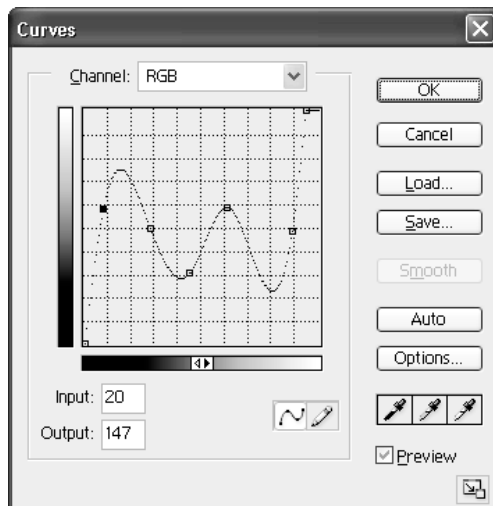 Curves
Channel: RGB
OK
Cancel
Load...
Save...
Smooth
Auto
Options...
Input: 20
Output: 147
Preview